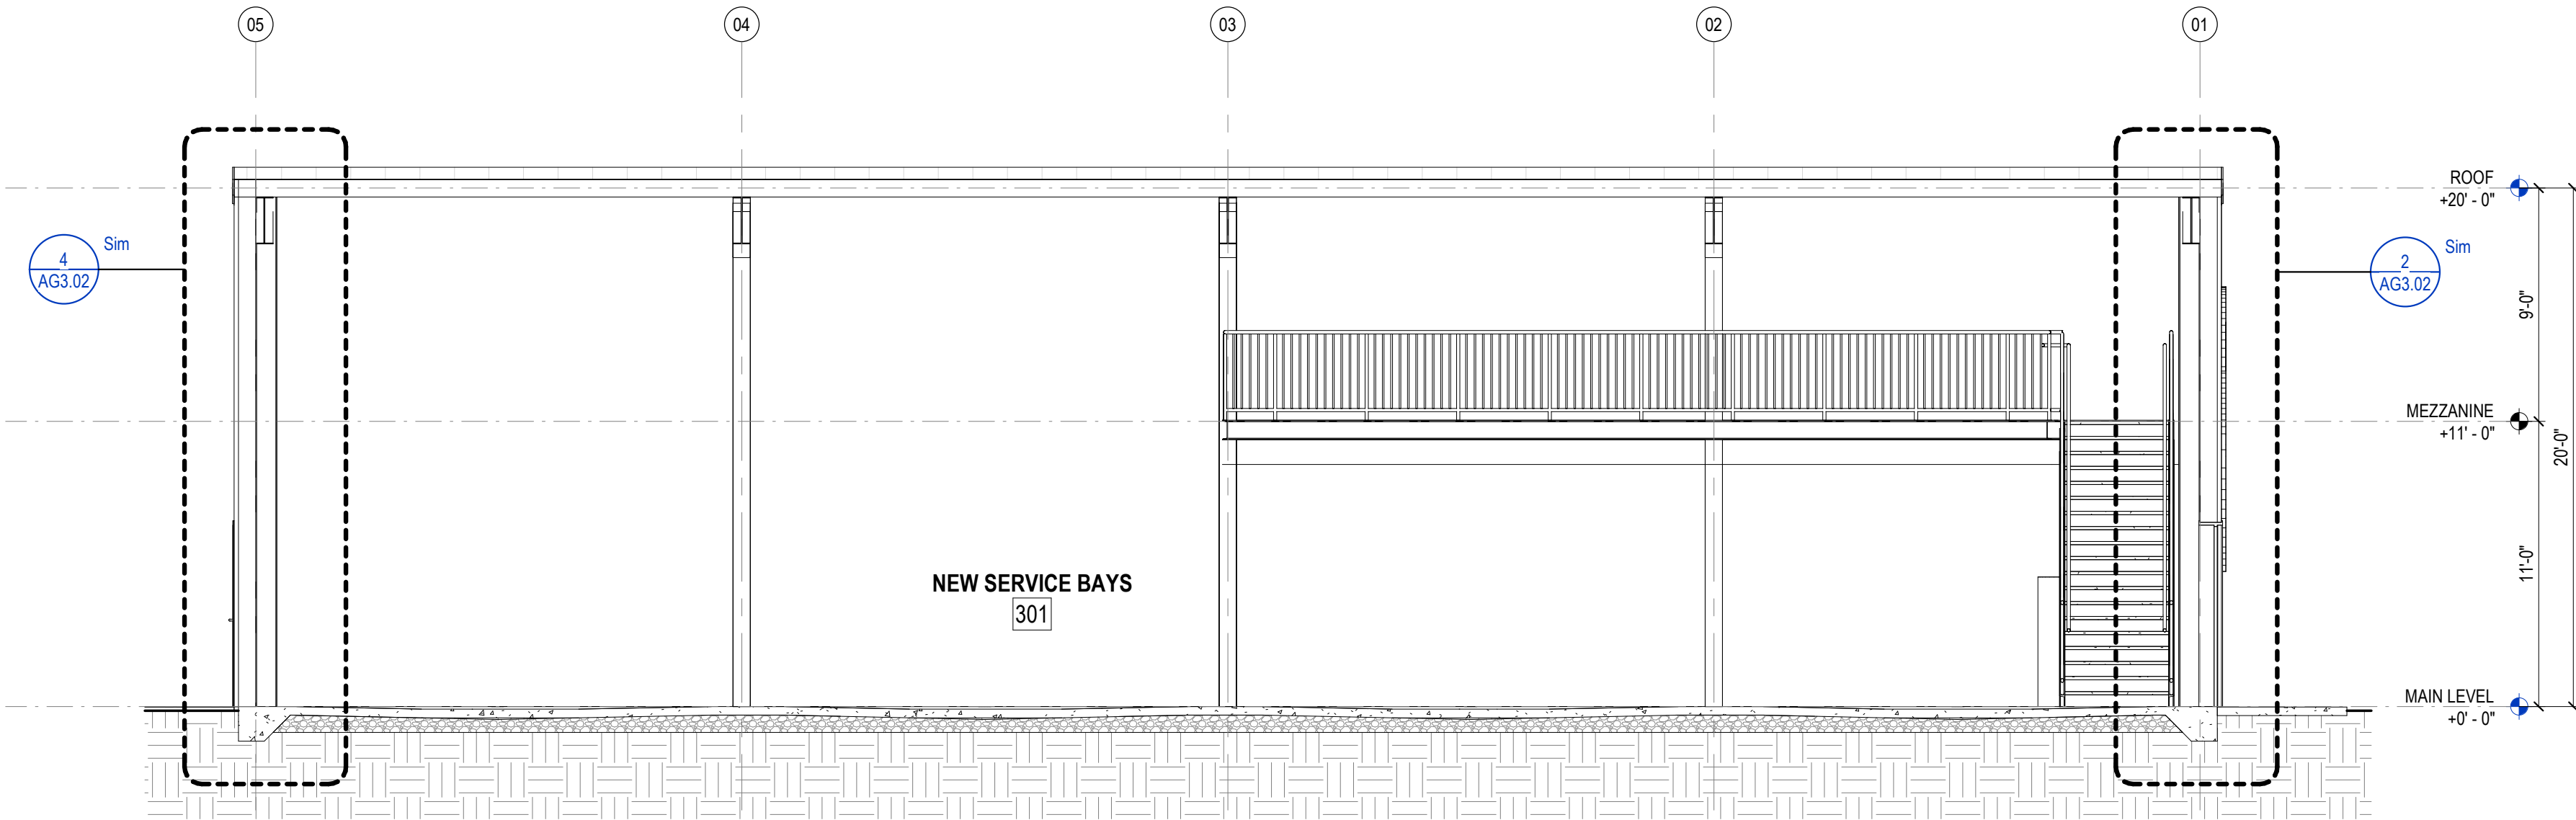 05 04 03 02 01
ROOF
+20' - 0"
4
AG3.02
Sim
2
AG3.02
Sim
9'-0"
MEZZANINE
+11' - 0"
20'-0"
11'-0"
NEW SERVICE BAYS
301
MAIN LEVEL
+0' - 0"